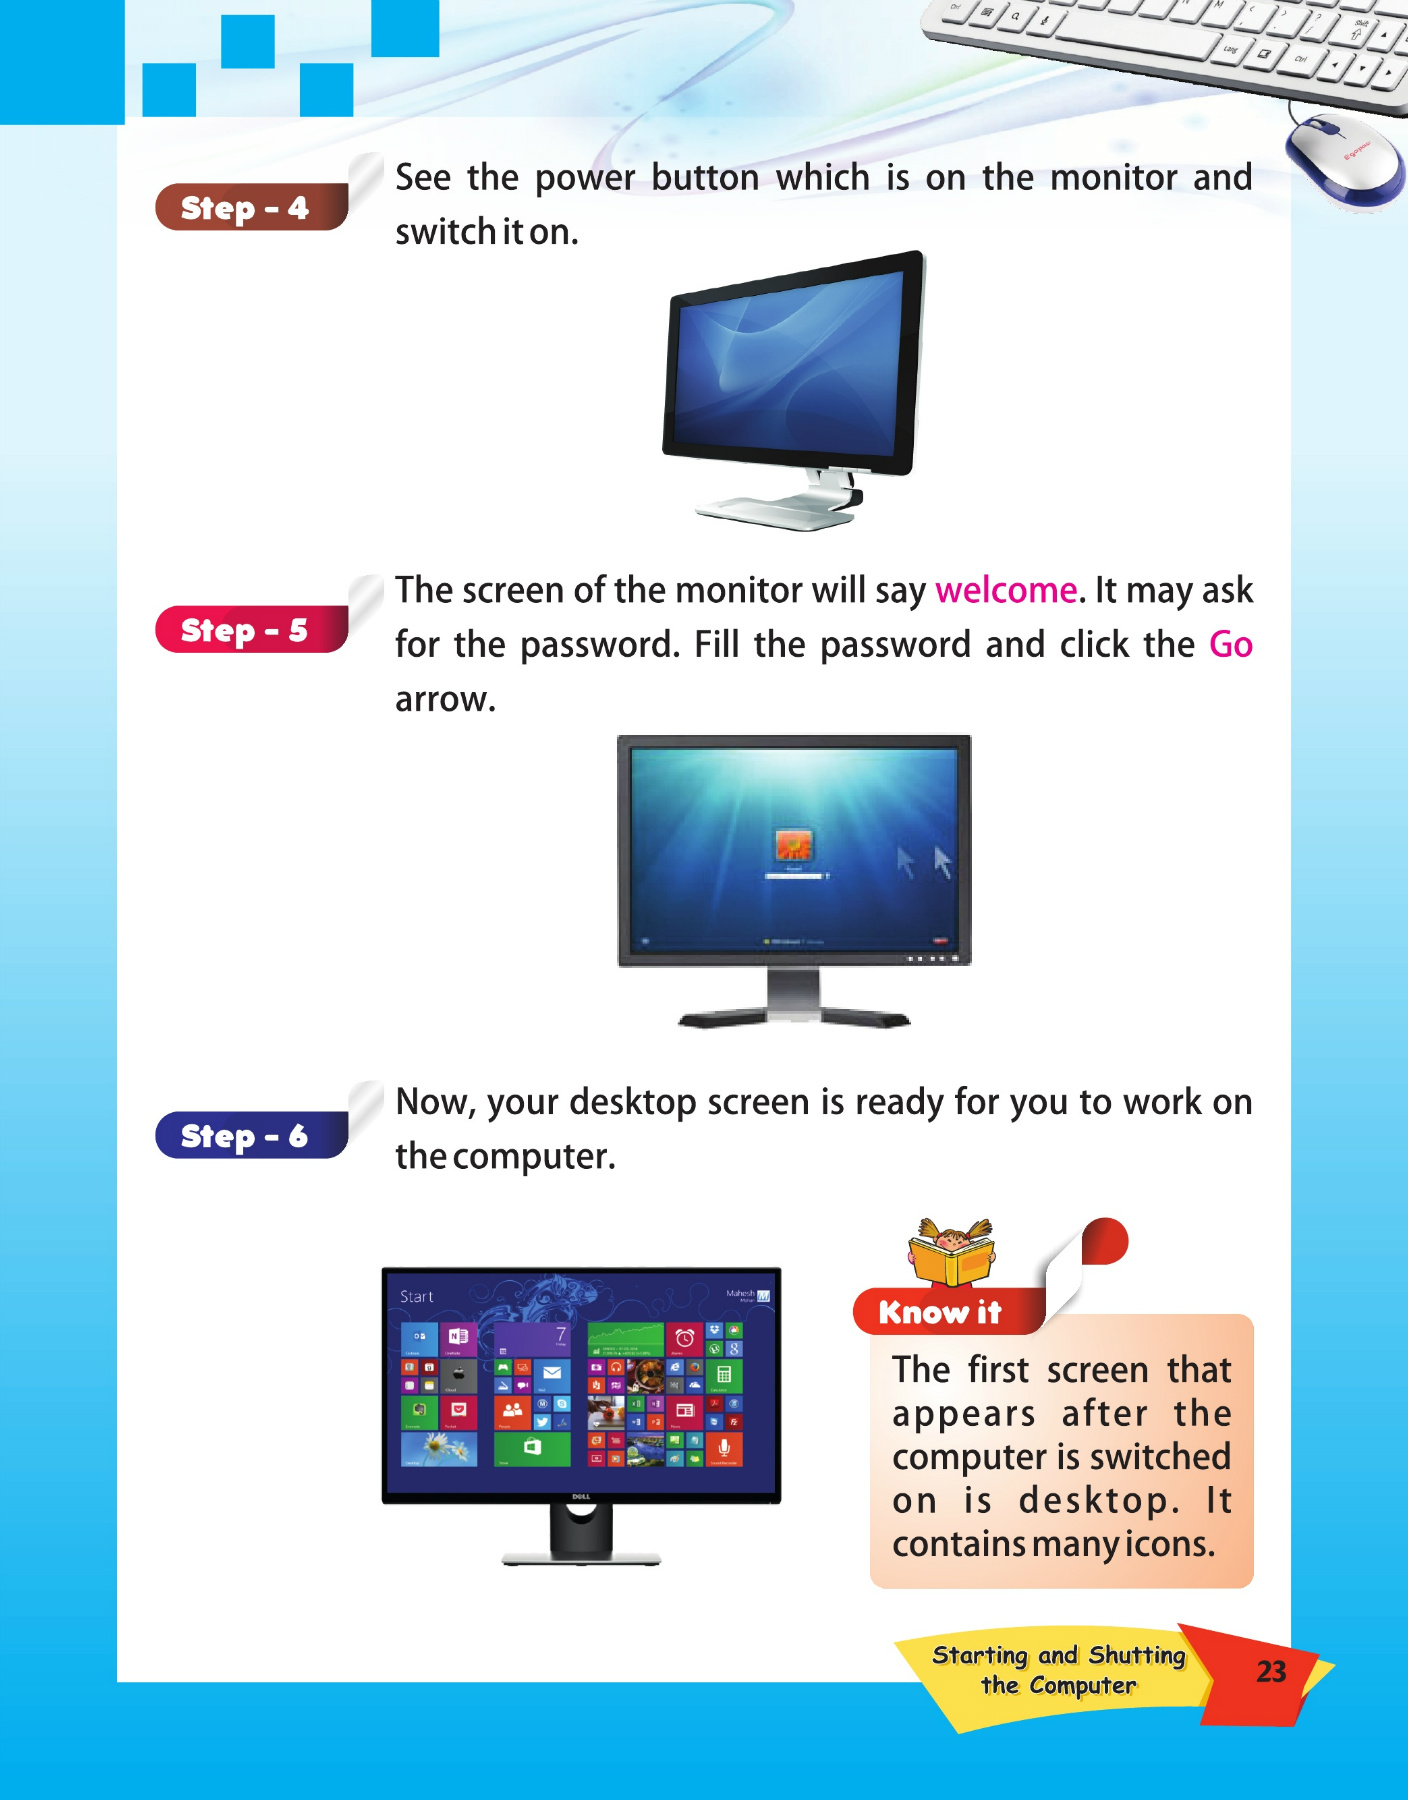 Step - 4
See the power button which is on the monitor and
switch it on.
Step - 5
The screen of the monitor will say welcome. It may ask
for the password. Fill the password and click the Go
arrow.
Step - 6
Now, your desktop screen is ready for you to work on
the computer.
Start
Mahesh
7
DELL
Know it
The first screen that
appears after the
computer is switched
on is desktop. It
contains many icons.
Starting and Shutting
the Computer
23